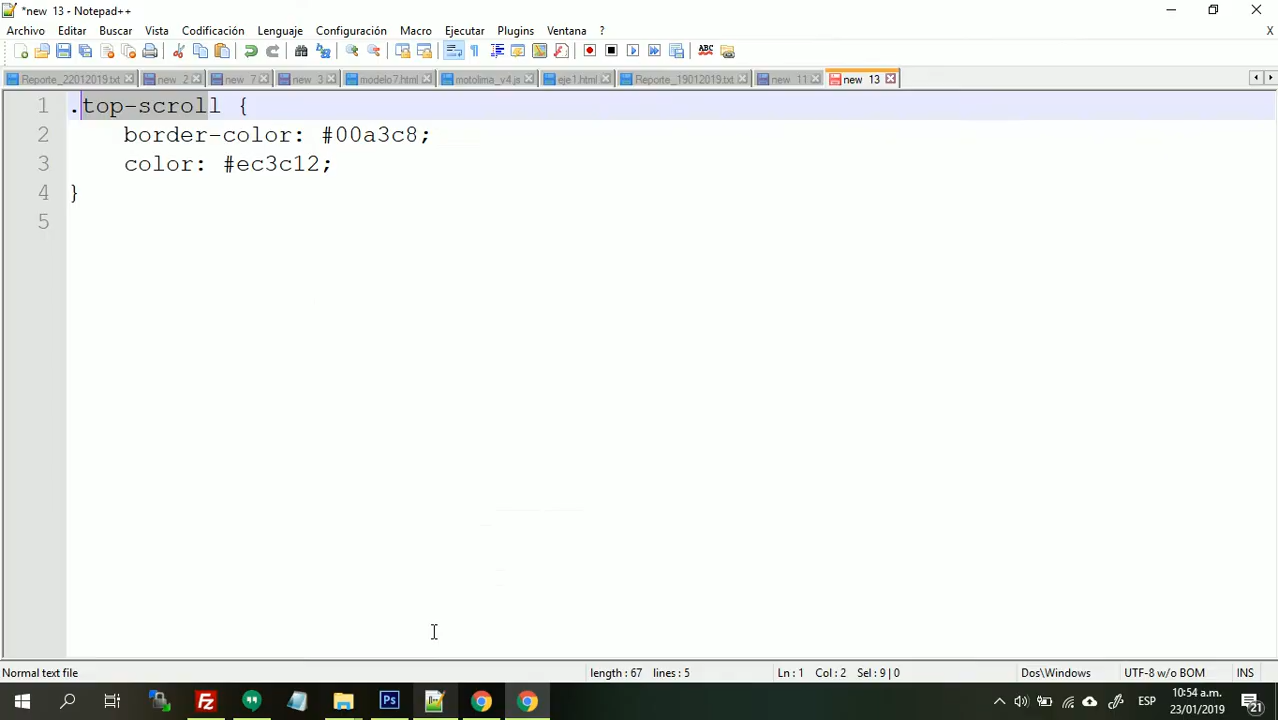 *new 13 - Notepad++
Archivo Editar Buscar Vista Codificación Lenguaje Configuración Macro Ejecutar Plugins Ventana ? X
Reporte_22012019.txt new 2 new 7 new 3 modelo7.html motolima_v4.js eje1.html Reporte_19012019.txt new 11 new 13
1 .top-scroll {
2 border-color: #00a3c8;
3 color: #ec3c12;
4 }
5
Normal text file length : 67 lines : 5 Ln : 1 Col : 2 Sel : 9 | 0 Dos\Windows UTF-8 w/o BOM INS
ESP 10:54 a.m.
23/01/2019 21